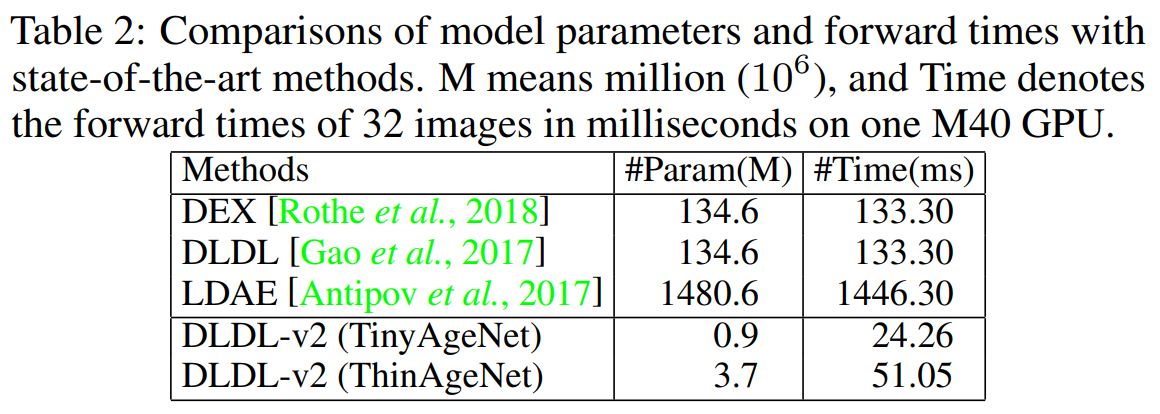 Table 2: Comparisons of model parameters and forward times with
state-of-the-art methods. M means million (10⁶), and Time denotes
the forward times of 32 images in milliseconds on one M40 GPU.
Methods #Param(M) #Time(ms)
DEX [Rothe et al., 2018] 134.6 133.30
DLDL [Gao et al., 2017] 134.6 133.30
LDAE [Antipov et al., 2017] 1480.6 1446.30
DLDL-v2 (TinyAgeNet) 0.9 24.26
DLDL-v2 (ThinAgeNet) 3.7 51.05